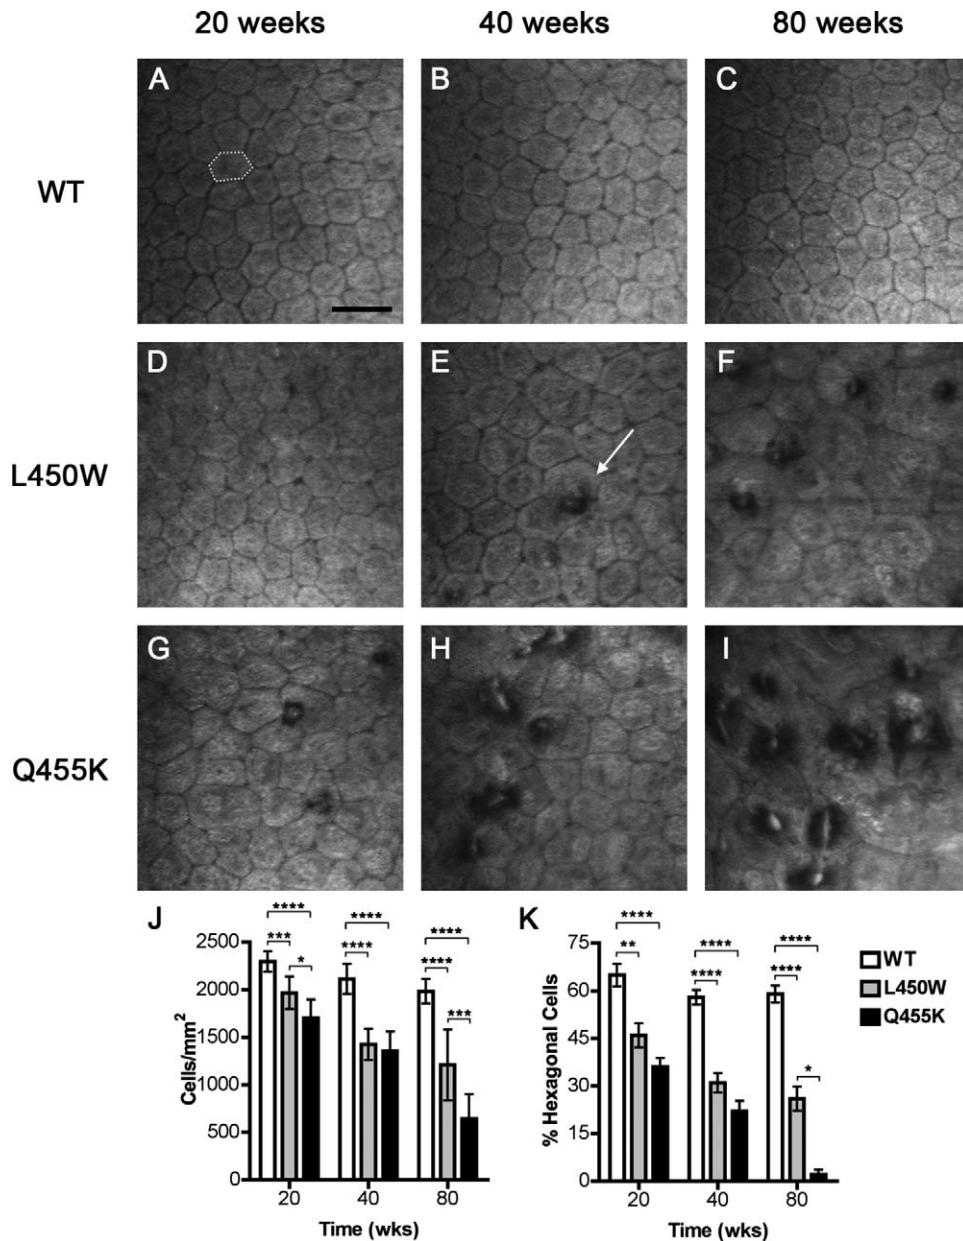 20 weeks 40 weeks 80 weeks
A B C
WT
D E F
L450W
G H I
Q455K
J K
**** **** ****
*** **** ****
* ***
2500
2000
1500
1000
500
0
Cells/mm2
20 40 80
Time (wks)
**** **** ****
** **** ****
*
75
60
45
30
15
0
% Hexagonal Cells
20 40 80
Time (wks)
WT
L450W
Q455K